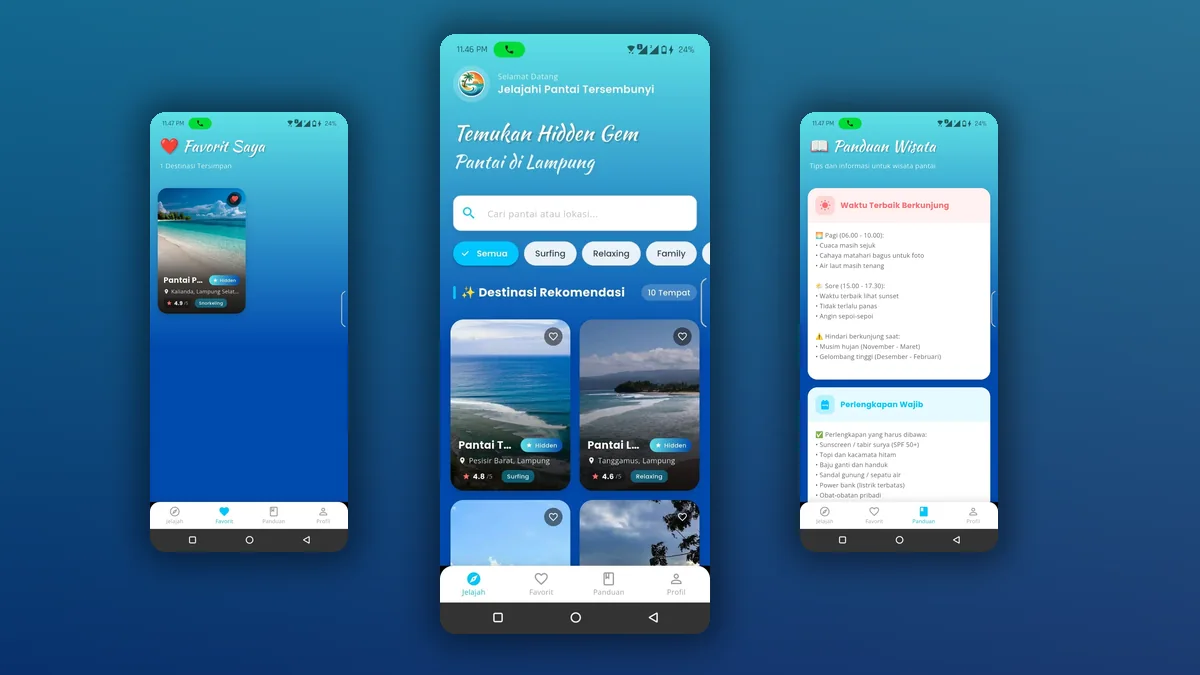 11.47 PM
24%
❤️ Favorit Saya
1 Destinasi Tersimpan
Pantai P...
Hidden
Kalianda, Lampung Selat...
4.9 /5
Snorkeling
Jelajah
Favorit
Panduan
Profil
11.46 PM
24%
Selamat Datang
Jelajahi Pantai Tersembunyi
Temukan Hidden Gem
Pantai di Lampung
Cari pantai atau lokasi...
Semua
Surfing
Relaxing
Family
✨ Destinasi Rekomendasi
10 Tempat
Pantai T...
Hidden
Pesisir Barat, Lampung
4.8 /5
Surfing
Pantai L...
Hidden
Tanggamus, Lampung
4.6 /5
Relaxing
Jelajah
Favorit
Panduan
Profil
11.47 PM
24%
📖 Panduan Wisata
Tips dan informasi untuk wisata pantai
Waktu Terbaik Berkunjung
🌅 Pagi (06.00 - 10.00):
• Cuaca masih sejuk
• Cahaya matahari bagus untuk foto
• Air laut masih tenang
🌤️ Sore (15.00 - 17.30):
• Waktu terbaik lihat sunset
• Tidak terlalu panas
• Angin sepoi-sepoi
⚠️ Hindari berkunjung saat:
• Musim hujan (November - Maret)
• Gelombang tinggi (Desember - Februari)
Perlengkapan Wajib
✅ Perlengkapan yang harus dibawa:
• Sunscreen / tabir surya (SPF 50+)
• Topi dan kacamata hitam
• Baju ganti dan handuk
• Sandal gunung / sepatu air
• Power bank (listrik terbatas)
• Obat-obatan pribadi
Jelajah
Favorit
Panduan
Profil